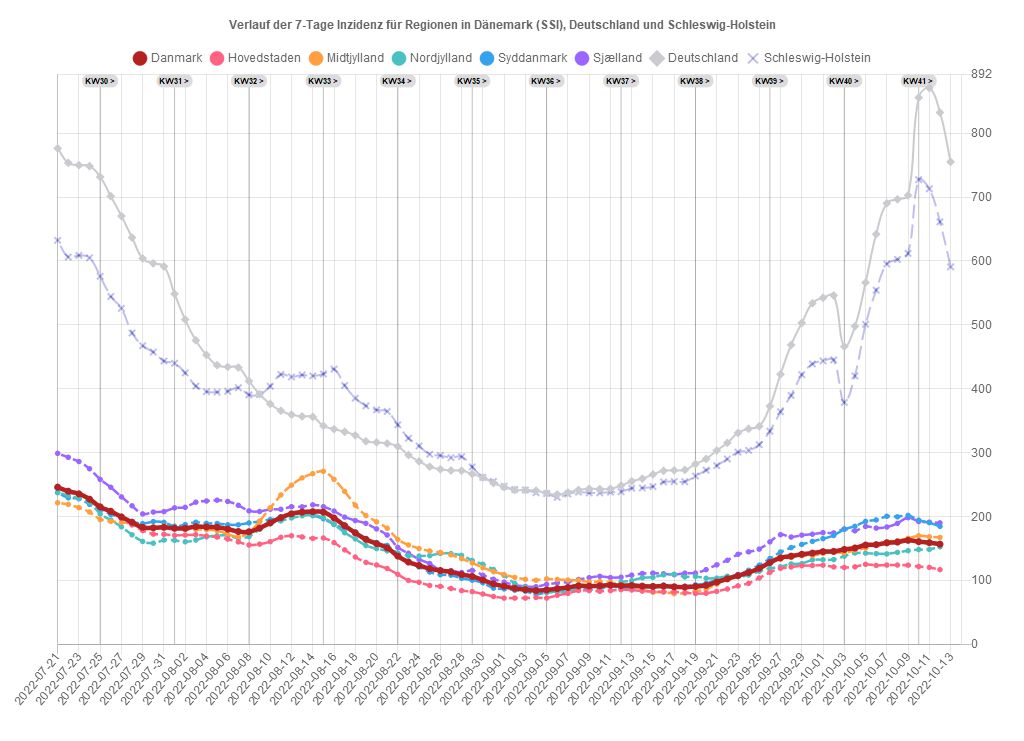 Verlauf der 7-Tage Inzidenz für Regionen in Dänemark (SSI), Deutschland und Schleswig-Holstein
Danmark Hovedstaden Midtjylland Nordjylland Syddanmark Sjælland Deutschland Schleswig-Holstein
KW30 > KW31 > KW32 > KW33 > KW34 > KW35 > KW36 > KW37 > KW38 > KW39 > KW40 > KW41 >
892
800
700
600
500
400
300
200
100
0
2022-07-21 2022-07-23 2022-07-25 2022-07-27 2022-07-29 2022-07-31 2022-08-02 2022-08-04 2022-08-06 2022-08-08 2022-08-10 2022-08-12 2022-08-14 2022-08-16 2022-08-18 2022-08-20 2022-08-22 2022-08-24 2022-08-26 2022-08-28 2022-08-30 2022-09-01 2022-09-03 2022-09-05 2022-09-07 2022-09-09 2022-09-11 2022-09-13 2022-09-15 2022-09-17 2022-09-19 2022-09-21 2022-09-23 2022-09-25 2022-09-27 2022-09-29 2022-10-01 2022-10-03 2022-10-05 2022-10-07 2022-10-09 2022-10-11 2022-10-13